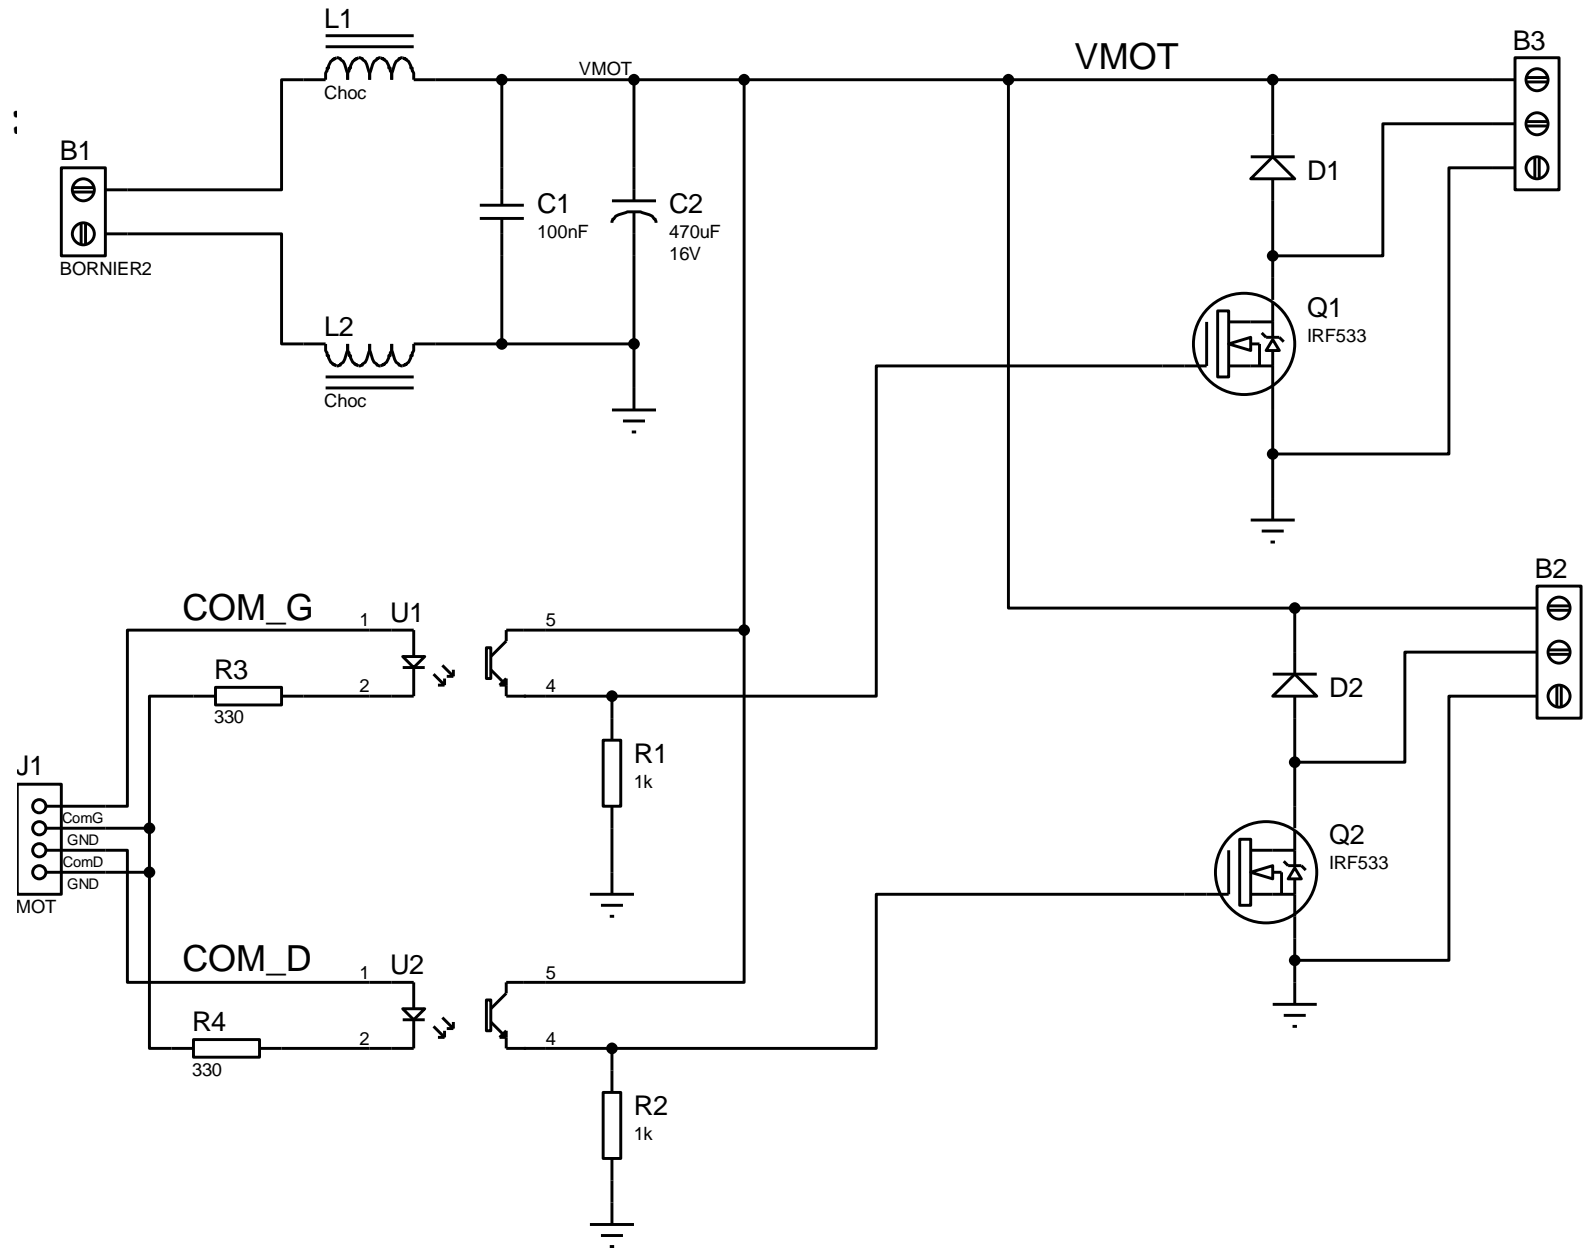 L1
Choc
VMOT
VMOT
B3
B1
BORNIER2
C1
100nF
C2
470uF
16V
D1
L2
Choc
Q1
IRF533
COM_G
1
U1
5
R3
330
2
4
R1
1k
B2
D2
J1
ComG
GND
ComD
GND
MOT
Q2
IRF533
COM_D
1
U2
5
R4
330
2
4
R2
1k